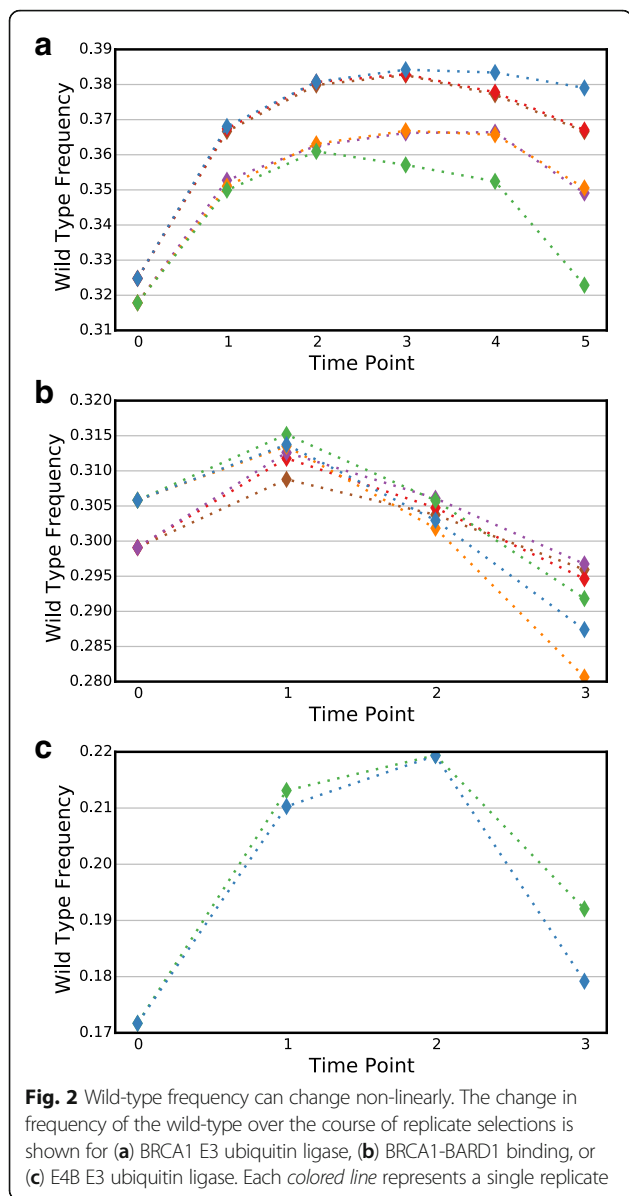 a
0.39
0.38
0.37
0.36
0.35
0.34
0.33
0.32
0.31
Wild Type Frequency
0 1 2 3 4 5
Time Point
b
0.320
0.315
0.310
0.305
0.300
0.295
0.290
0.285
0.280
Wild Type Frequency
0 1 2 3
Time Point
c
0.22
0.21
0.20
0.19
0.18
0.17
Wild Type Frequency
0 1 2 3
Time Point
Fig. 2 Wild-type frequency can change non-linearly. The change in
frequency of the wild-type over the course of replicate selections is
shown for (a) BRCA1 E3 ubiquitin ligase, (b) BRCA1-BARD1 binding, or
(c) E4B E3 ubiquitin ligase. Each colored line represents a single replicate